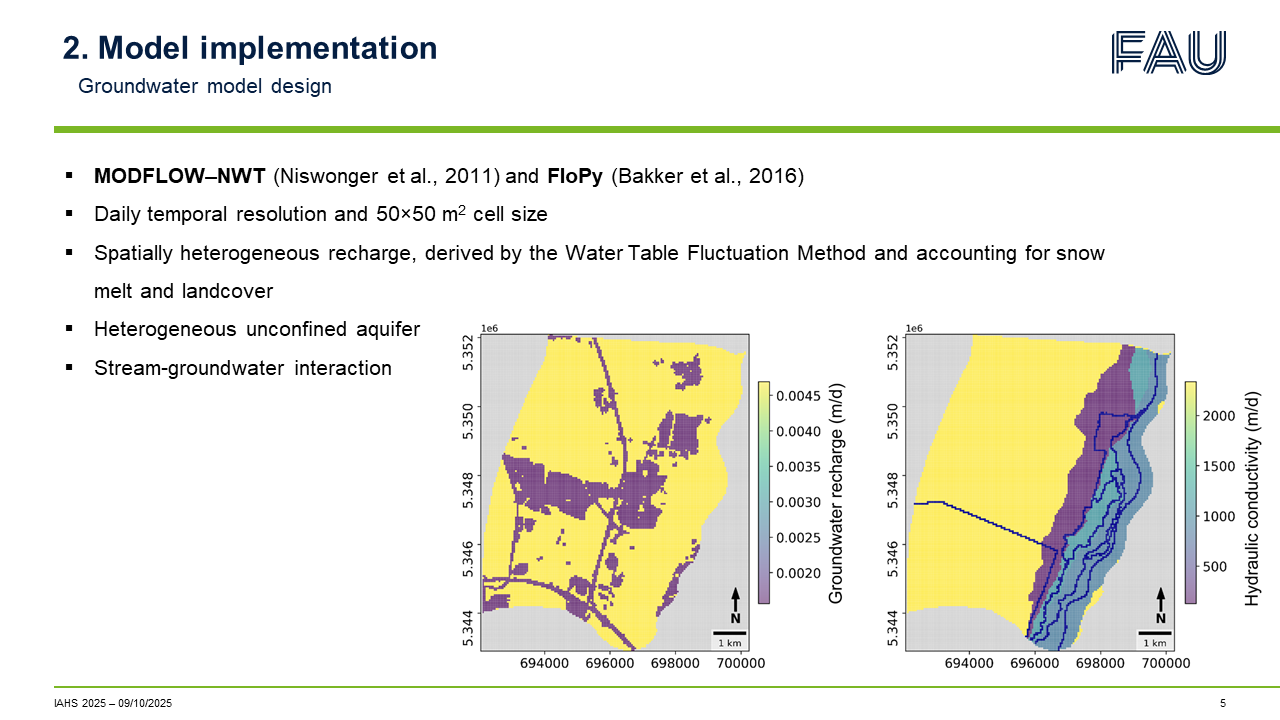 2. Model implementation
Groundwater model design
FAU
▪ MODFLOW–NWT (Niswonger et al., 2011) and FloPy (Bakker et al., 2016)
▪ Daily temporal resolution and 50×50 m² cell size
▪ Spatially heterogeneous recharge, derived by the Water Table Fluctuation Method and accounting for snow
melt and landcover
▪ Heterogeneous unconfined aquifer
▪ Stream-groundwater interaction
1e6
5.352
5.350
5.348
5.346
5.344
694000 696000 698000 700000
N
1 km
0.0045
0.0040
0.0035
0.0030
0.0025
0.0020
Groundwater recharge (m/d)
1e6
5.352
5.350
5.348
5.346
5.344
694000 696000 698000 700000
N
1 km
2000
1500
1000
500
Hydraulic conductivity (m/d)
IAHS 2025 – 09/10/2025
5